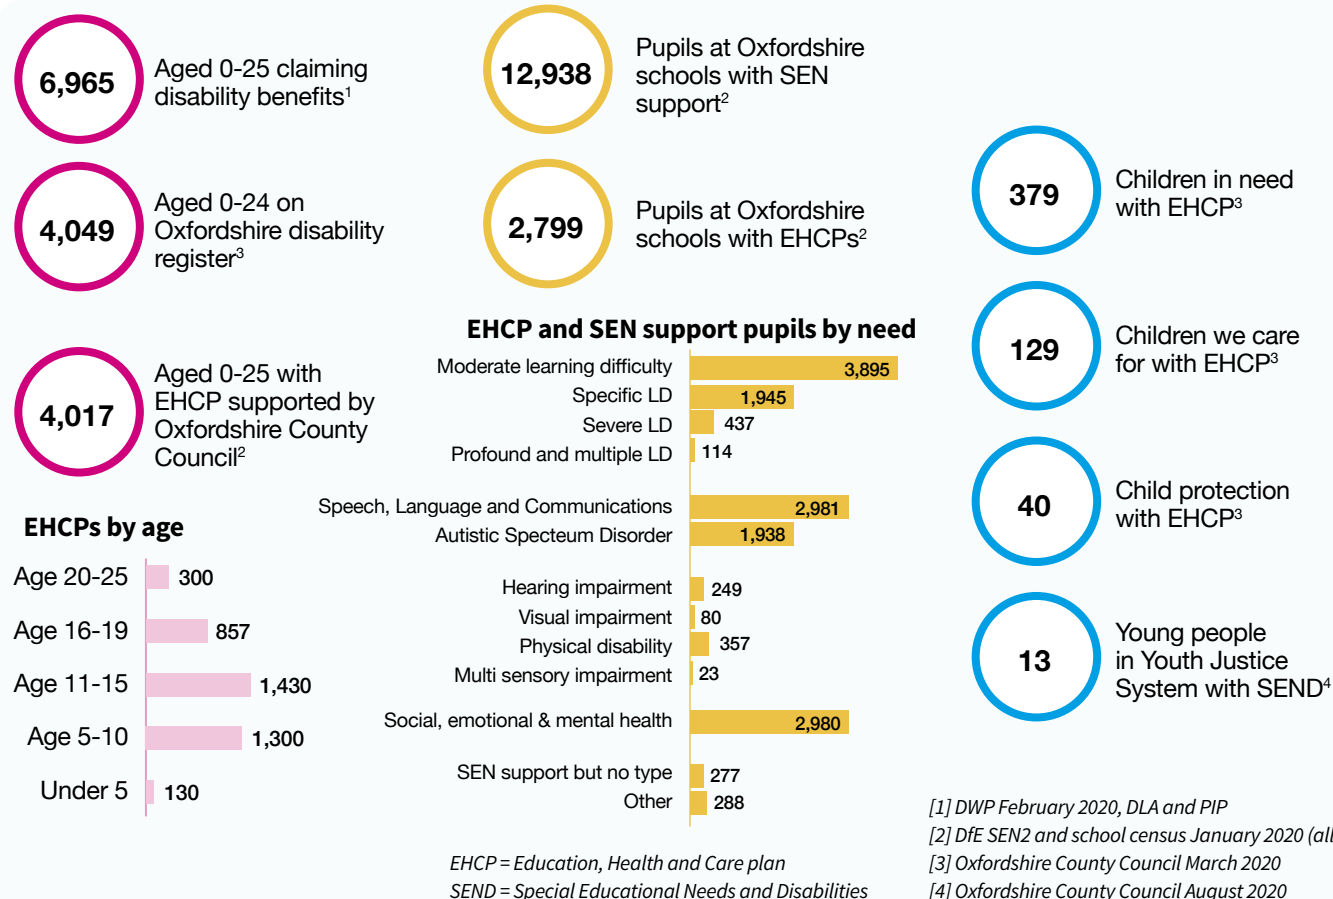 6,965
Aged 0-25 claiming
disability benefits¹
4,049
Aged 0-24 on
Oxfordshire disability
register³
4,017
Aged 0-25 with
EHCP supported by
Oxfordshire County
Council²
EHCPs by age
Age 20-25 300
Age 16-19 857
Age 11-15 1,430
Age 5-10 1,300
Under 5 130
12,938
Pupils at Oxfordshire
schools with SEN
support²
2,799
Pupils at Oxfordshire
schools with EHCPs²
EHCP and SEN support pupils by need
Moderate learning difficulty 3,895
Specific LD 1,945
Severe LD 437
Profound and multiple LD 114
Speech, Language and Communications 2,981
Autistic Specteum Disorder 1,938
Hearing impairment 249
Visual impairment 80
Physical disability 357
Multi sensory impairment 23
Social, emotional & mental health 2,980
SEN support but no type 277
Other 288
EHCP = Education, Health and Care plan
SEND = Special Educational Needs and Disabilities
379
Children in need
with EHCP³
129
Children we care
for with EHCP³
40
Child protection
with EHCP³
13
Young people
in Youth Justice
System with SEND⁴
[1] DWP February 2020, DLA and PIP
[2] DfE SEN2 and school census January 2020 (all
[3] Oxfordshire County Council March 2020
[4] Oxfordshire County Council August 2020